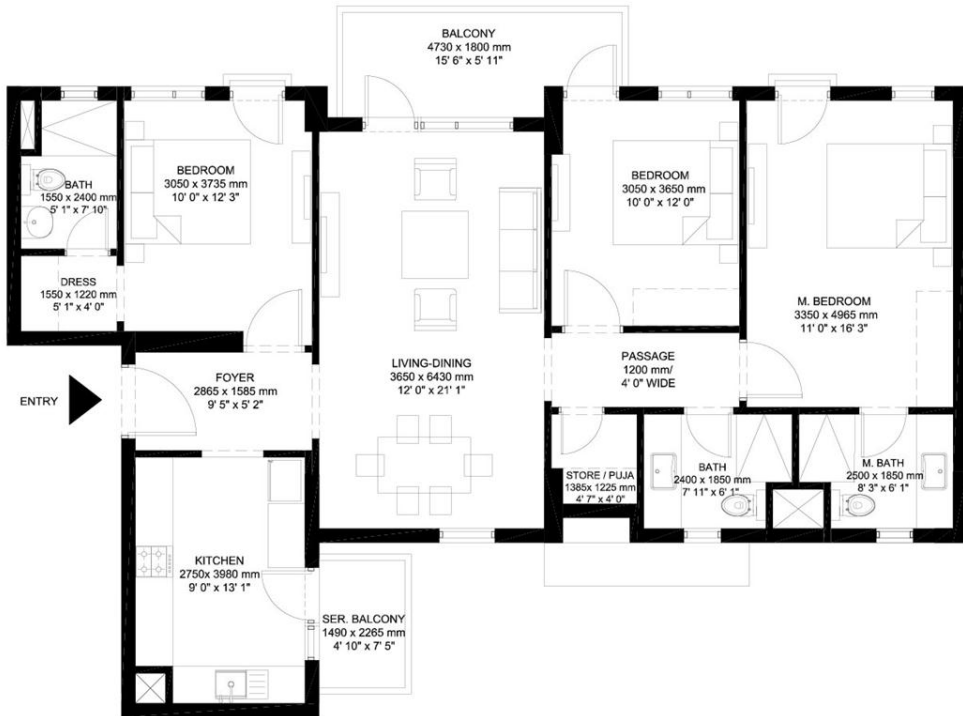 BALCONY
4730 x 1800 mm
15' 6" x 5' 11"
BATH
1550 x 2400 mm
5' 1" x 7' 10"
BEDROOM
3050 x 3735 mm
10' 0" x 12' 3"
BEDROOM
3050 x 3650 mm
10' 0" x 12' 0"
DRESS
1550 x 1220 mm
5' 1" x 4' 0"
M. BEDROOM
3350 x 4965 mm
11' 0" x 16' 3"
ENTRY
FOYER
2865 x 1585 mm
9' 5" x 5' 2"
LIVING-DINING
3650 x 6430 mm
12' 0" x 21' 1"
PASSAGE
1200 mm/
4' 0" WIDE
STORE / PUJA
1385x 1225 mm
4' 7" x 4' 0"
BATH
2400 x 1850 mm
7' 11" x 6' 1"
M. BATH
2500 x 1850 mm
8' 3" x 6' 1"
KITCHEN
2750x 3980 mm
9' 0" x 13' 1"
SER. BALCONY
1490 x 2265 mm
4' 10" x 7' 5"